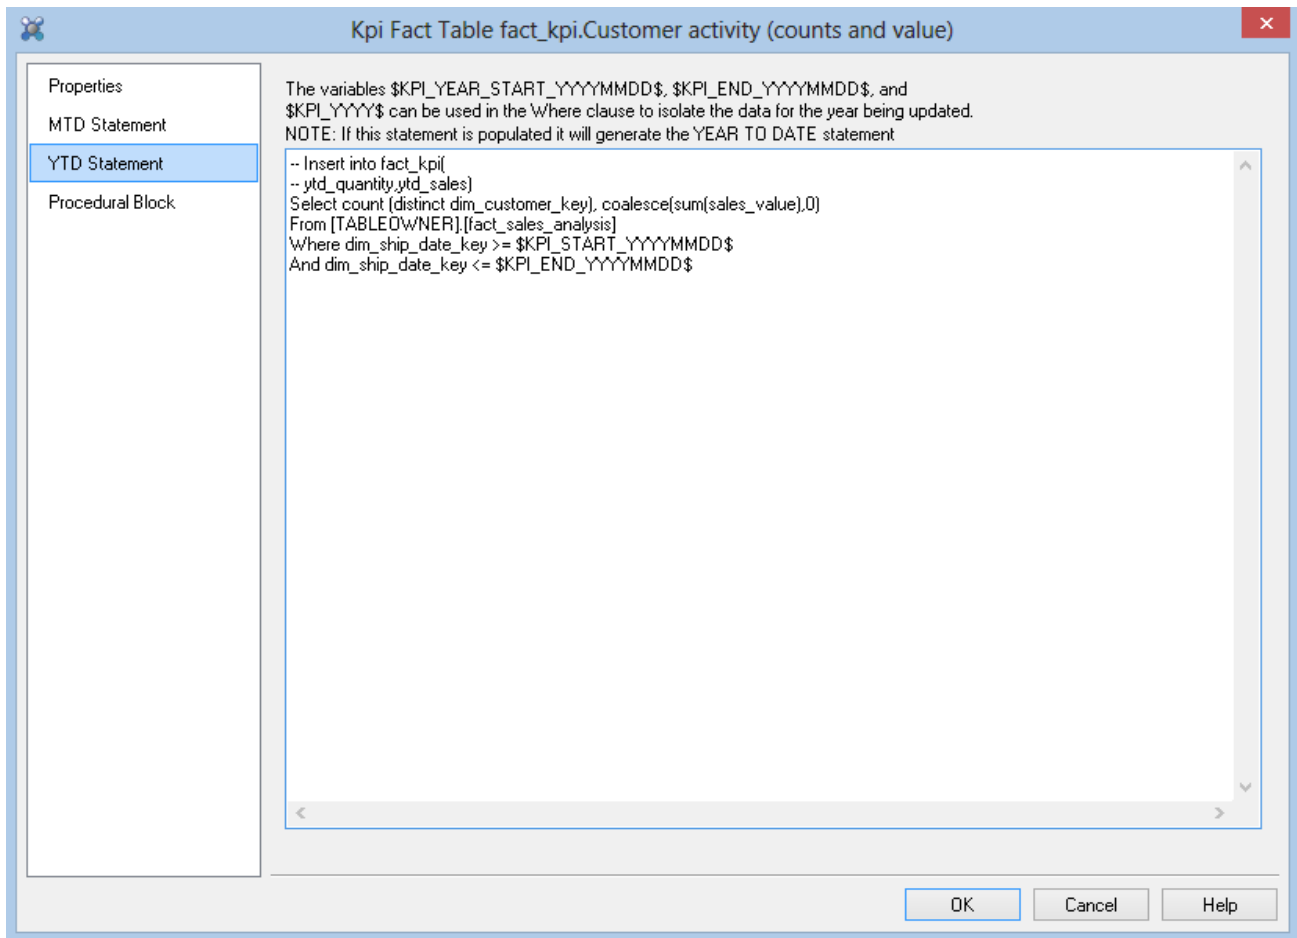 Kpi Fact Table fact_kpi.Customer activity (counts and value)
Properties
MTD Statement
YTD Statement
Procedural Block
The variables $KPI_YEAR_START_YYYYMMDD$, $KPI_END_YYYYMMDD$, and
$KPI_YYYY$ can be used in the Where clause to isolate the data for the year being updated.
NOTE: If this statement is populated it will generate the YEAR TO DATE statement
-- Insert into fact_kpi(
-- ytd_quantity,ytd_sales)
Select count (distinct dim_customer_key), coalesce(sum(sales_value),0)
From [TABLEOWNER].[fact_sales_analysis]
Where dim_ship_date_key >= $KPI_START_YYYYMMDD$
And dim_ship_date_key <= $KPI_END_YYYYMMDD$
OK
Cancel
Help